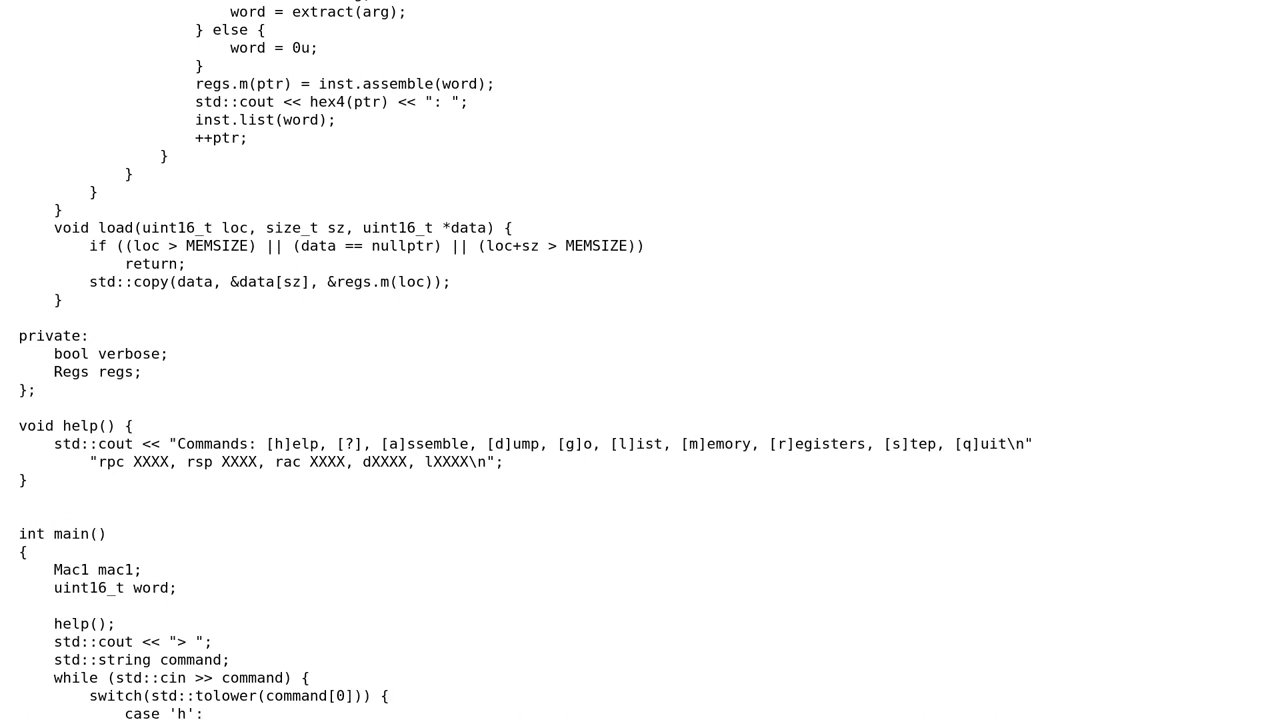 word = extract(arg);
                    } else {
                        word = 0u;
                    }
                    regs.m(ptr) = inst.assemble(word);
                    std::cout << hex4(ptr) << ": ";
                    inst.list(word);
                    ++ptr;
                }
            }
        }
    }
    void load(uint16_t loc, size_t sz, uint16_t *data) {
        if ((loc > MEMSIZE) || (data == nullptr) || (loc+sz > MEMSIZE))
            return;
        std::copy(data, &data[sz], &regs.m(loc));
    }

private:
    bool verbose;
    Regs regs;
};

void help() {
    std::cout << "Commands: [h]elp, [?], [a]ssemble, [d]ump, [g]o, [l]ist, [m]emory, [r]egisters, [s]tep, [q]uit\n"
        "rpc XXXX, rsp XXXX, rac XXXX, dXXXX, lXXXX\n";
}


int main()
{
    Mac1 mac1;
    uint16_t word;

    help();
    std::cout << "> ";
    std::string command;
    while (std::cin >> command) {
        switch(std::tolower(command[0])) {
            case 'h':